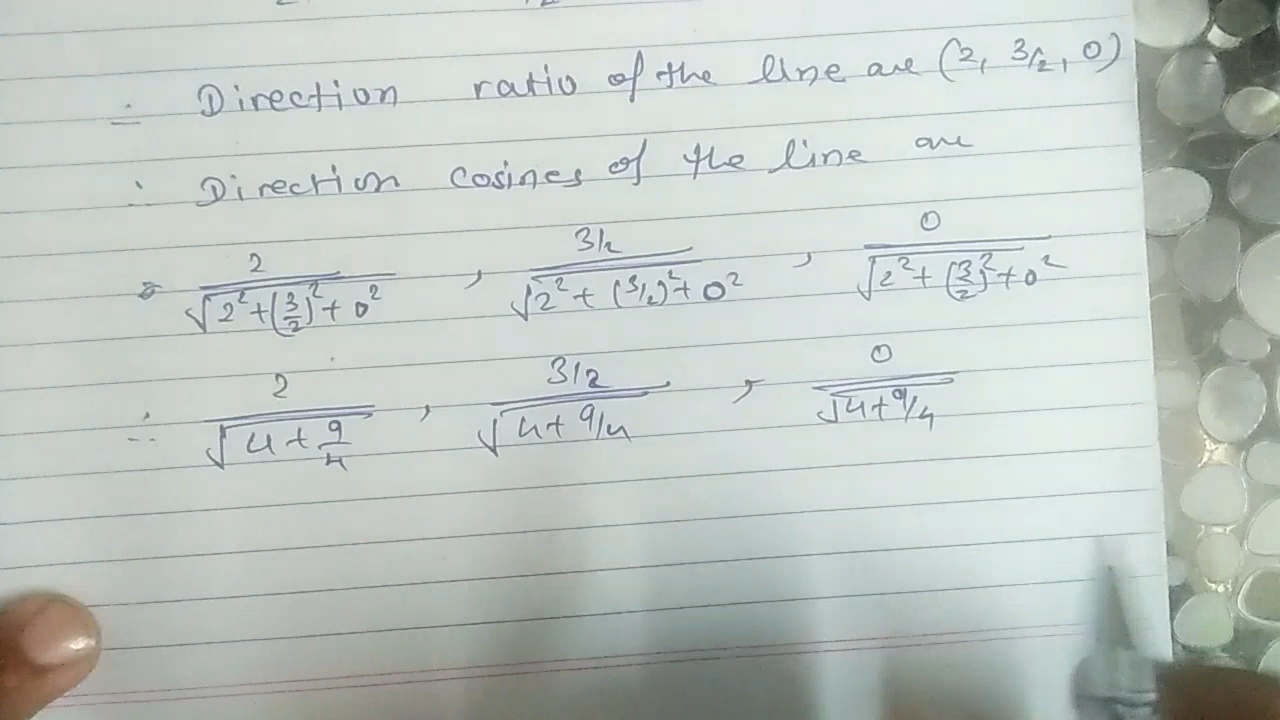 ∴ Direction ratio of the line are (2, 3/2, 0)
∴ Direction cosines of the line are
2/√(2²+(3/2)²+0²) , 3/2/√(2²+(3/2)²+0²) , 0/√(2²+(3/2)²+0²)
∴ 2/√(4+9/4) , 3/2/√(4+9/4) , 0/√(4+9/4)